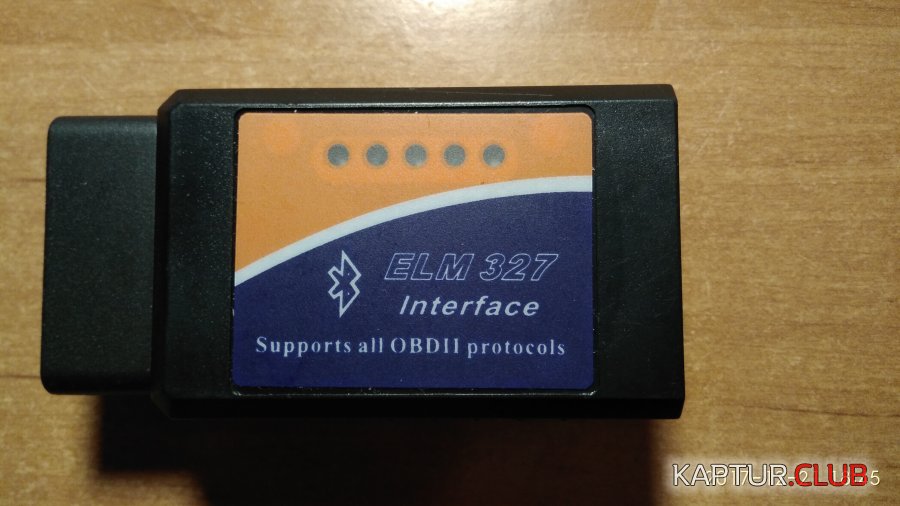 ELM 327
Interface
Supports all OBDII protocols
KAPTUR.CLUB